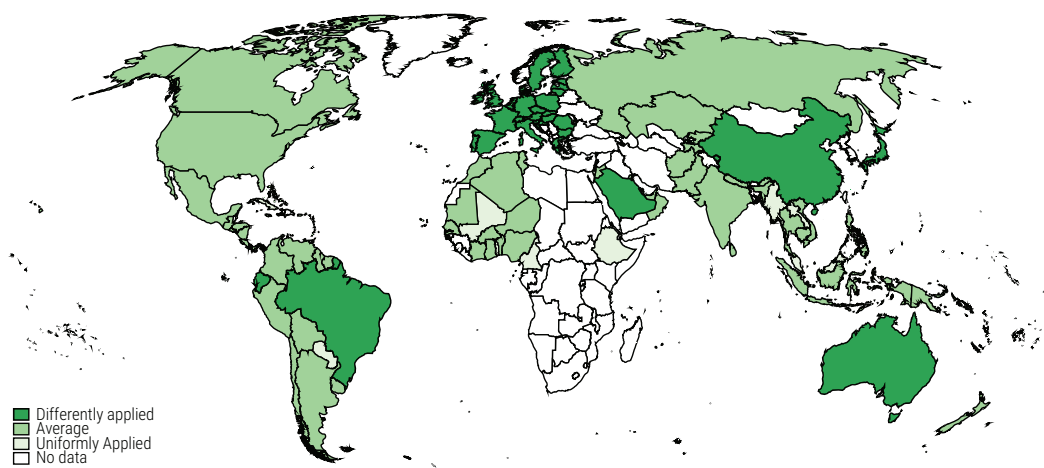 Differently applied
Average
Uniformly Applied
No data